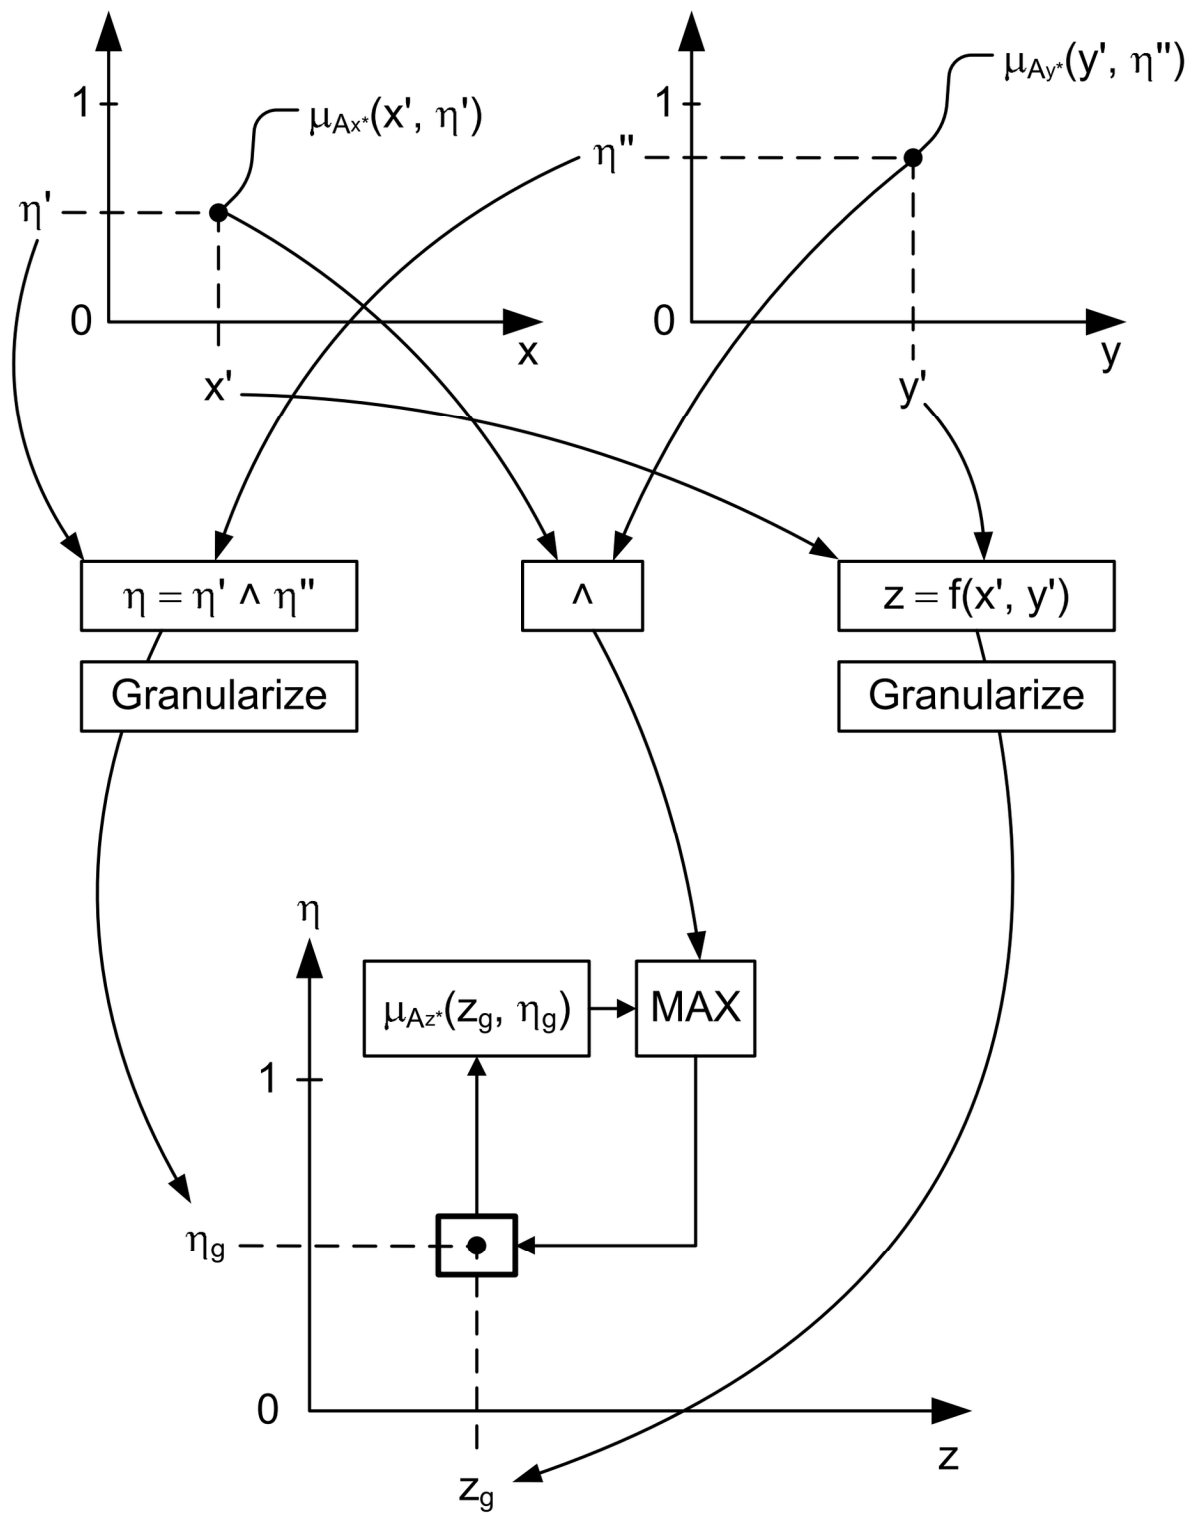 μAx*(x', η')
μAy*(y', η")
1
1
η'
η"
0
x
0
y
x'
y'
η = η' ^ η"
^
z = f(x', y')
Granularize
Granularize
η
μAz*(zg, ηg)
MAX
1
ηg
0
z
zg